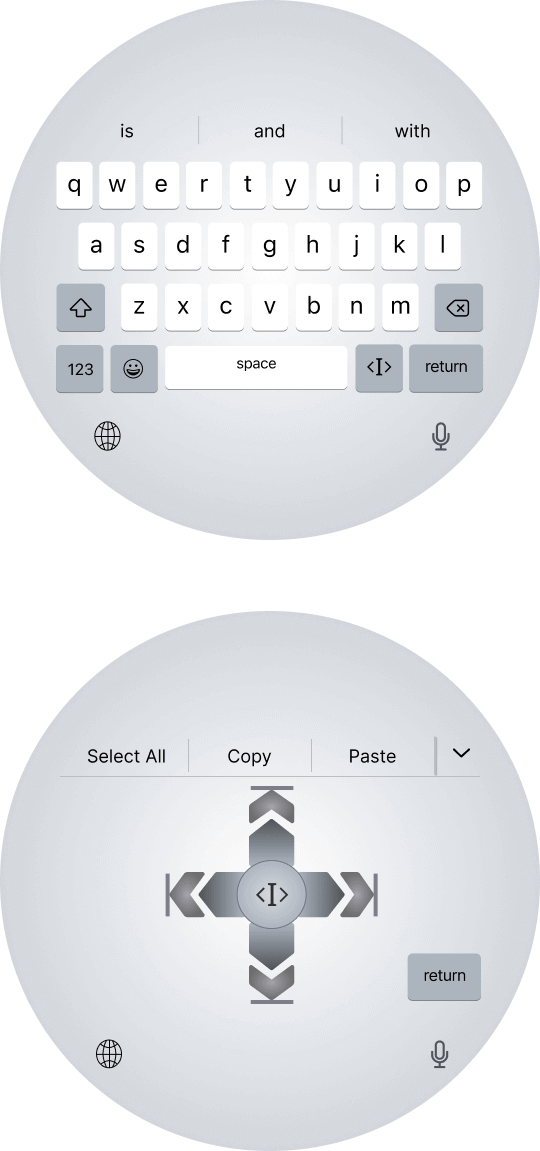 is and with
q w e r t y u i o p
a s d f g h j k l
z x c v b n m
123 space return
Select All Copy Paste
return